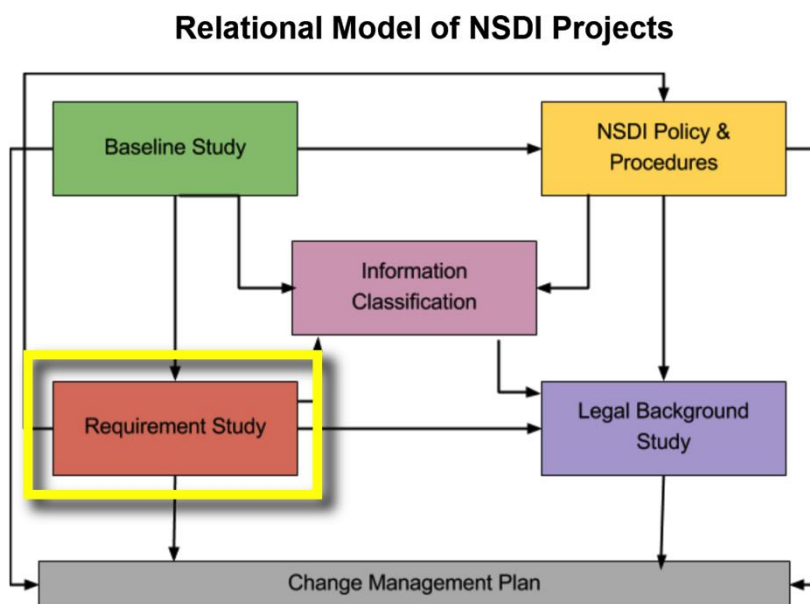 Relational Model of NSDI Projects
Baseline Study
NSDI Policy &
Procedures
Information
Classification
Requirement Study
Legal Background
Study
Change Management Plan